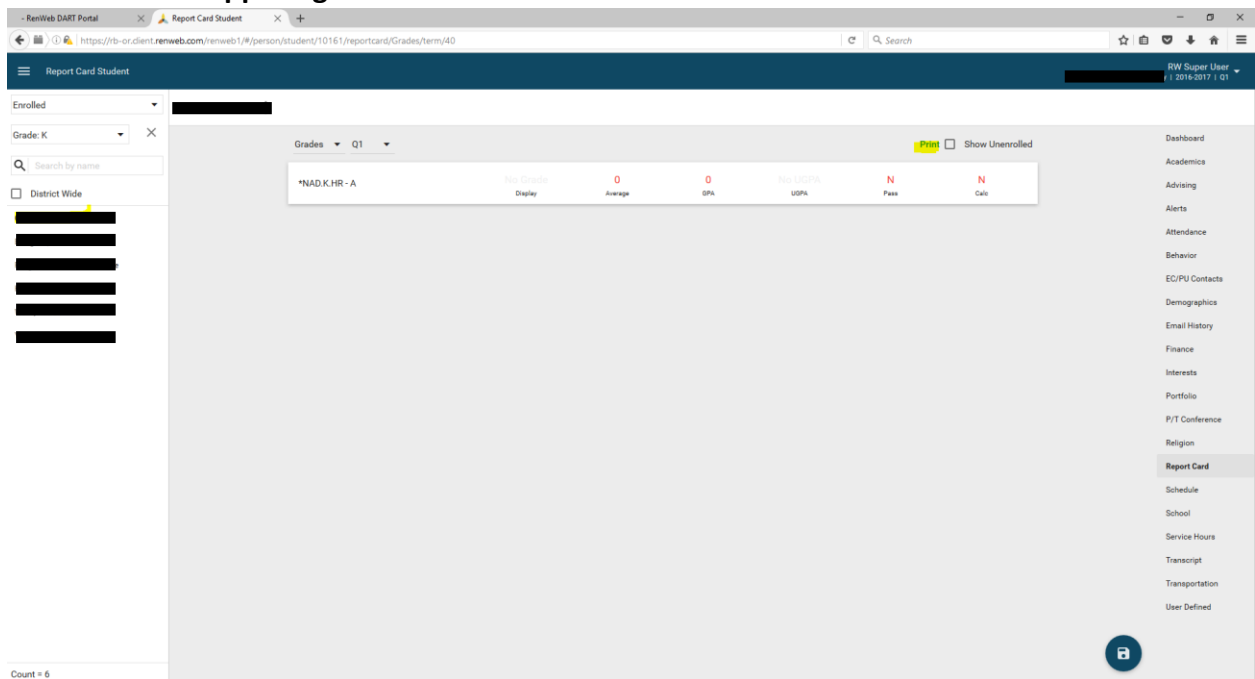 - RenWeb DART Portal
Report Card Student
https://rb-or.client.renweb.com/renweb1/#/person/student/10161/reportcard/Grades/term/40
Search
Report Card Student
RW Super User
| 2016-2017 | Q1
Enrolled
Grade: K
Search by name
District Wide
Count = 6
Grades Q1
Print Show Unenrolled
*NAD.K.HR - A
No Grade 0 0 No UGPA N N
Display Average GPA UGPA Pass Calc
Dashboard
Academics
Advising
Alerts
Attendance
Behavior
EC/PU Contacts
Demographics
Email History
Finance
Interests
Portfolio
P/T Conference
Religion
Report Card
Schedule
School
Service Hours
Transcript
Transportation
User Defined